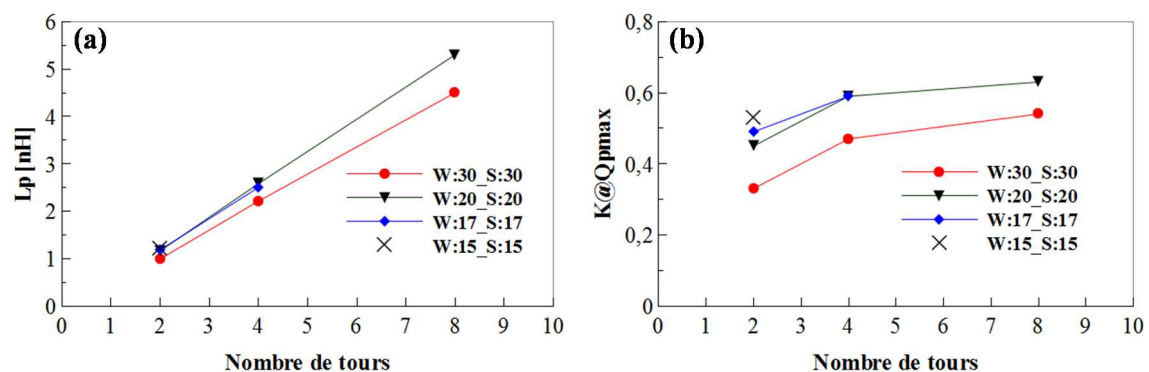 (a)
6
5
4
3
2
1
0
Lp [nH]
W:30_S:30
W:20_S:20
W:17_S:17
W:15_S:15
0 1 2 3 4 5 6 7 8 9 10
Nombre de tours
(b)
0,8
0,6
0,4
0,2
0
K@Qpmax
W:30_S:30
W:20_S:20
W:17_S:17
W:15_S:15
0 1 2 3 4 5 6 7 8 9 10
Nombre de tours